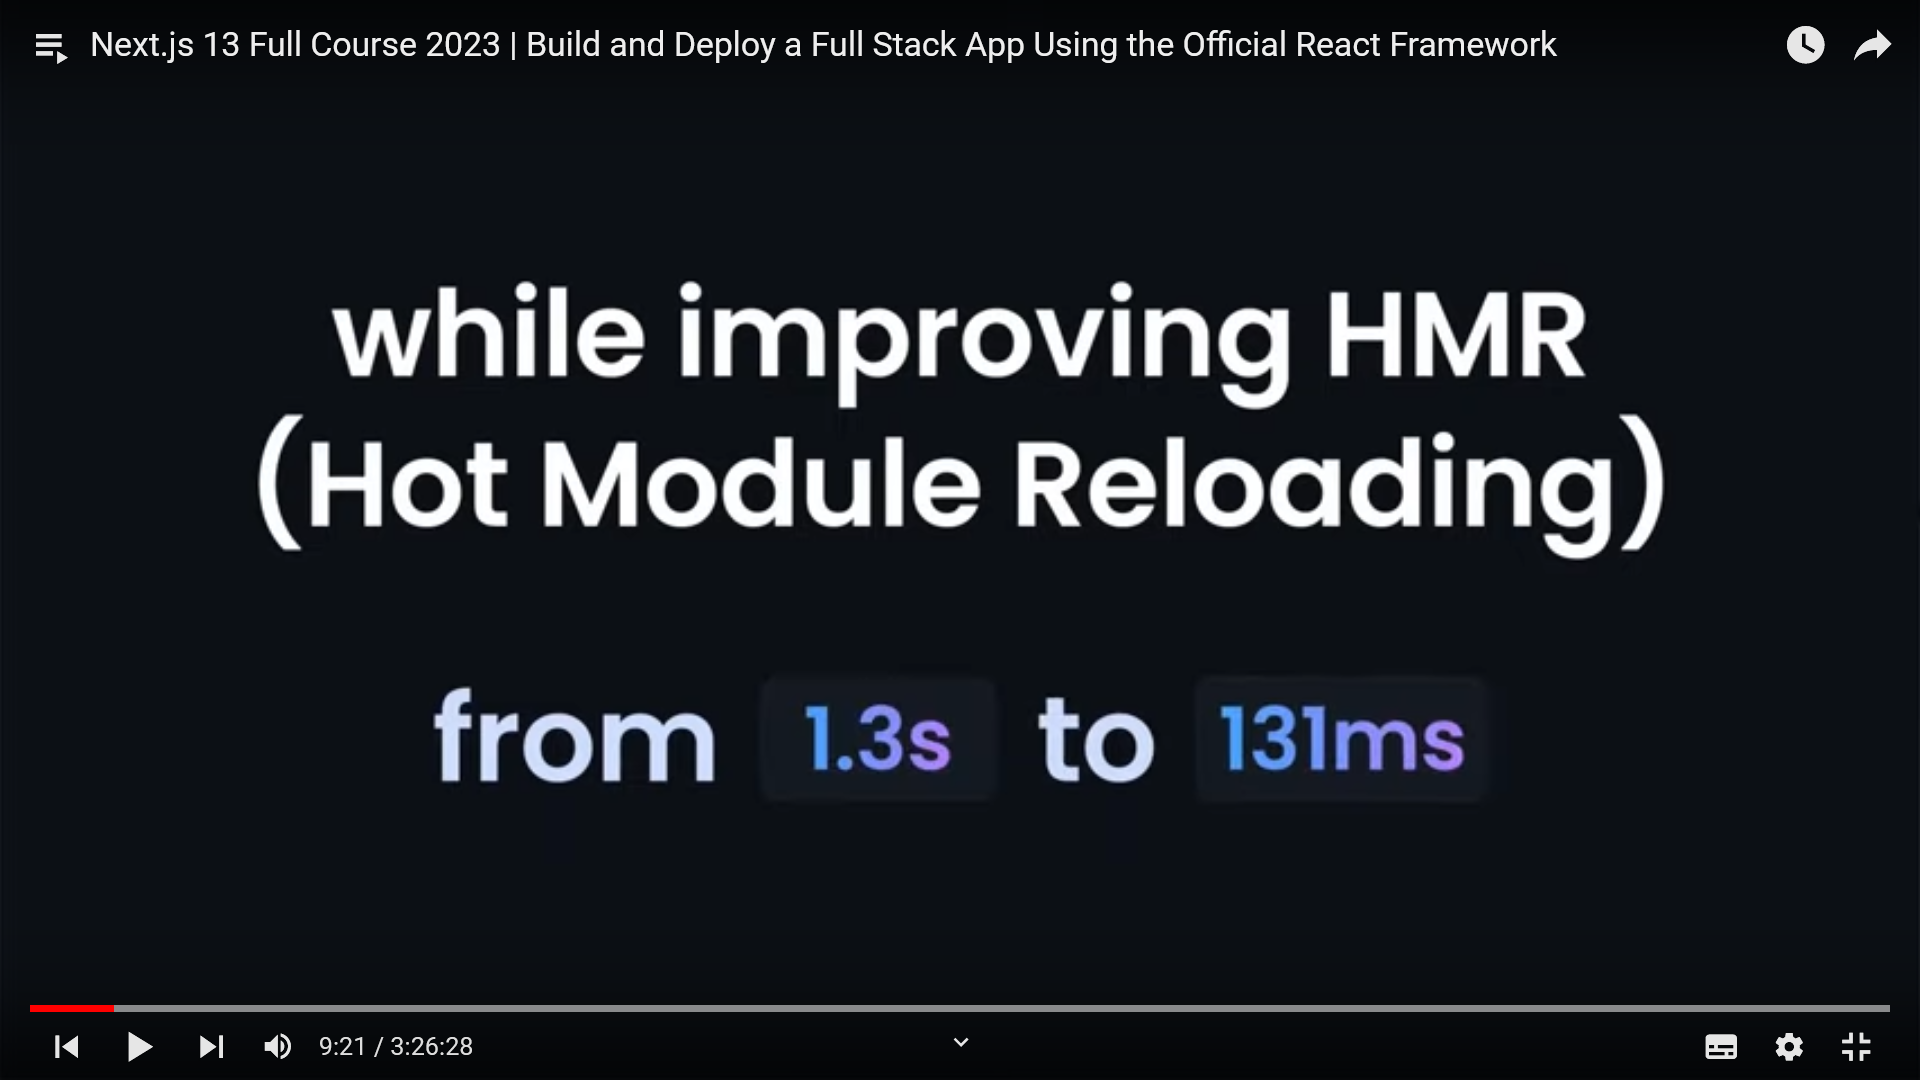 Next.js 13 Full Course 2023 | Build and Deploy a Full Stack App Using the Official React Framework
while improving HMR
(Hot Module Reloading)
from 1.3s to 131ms
9:21 / 3:26:28